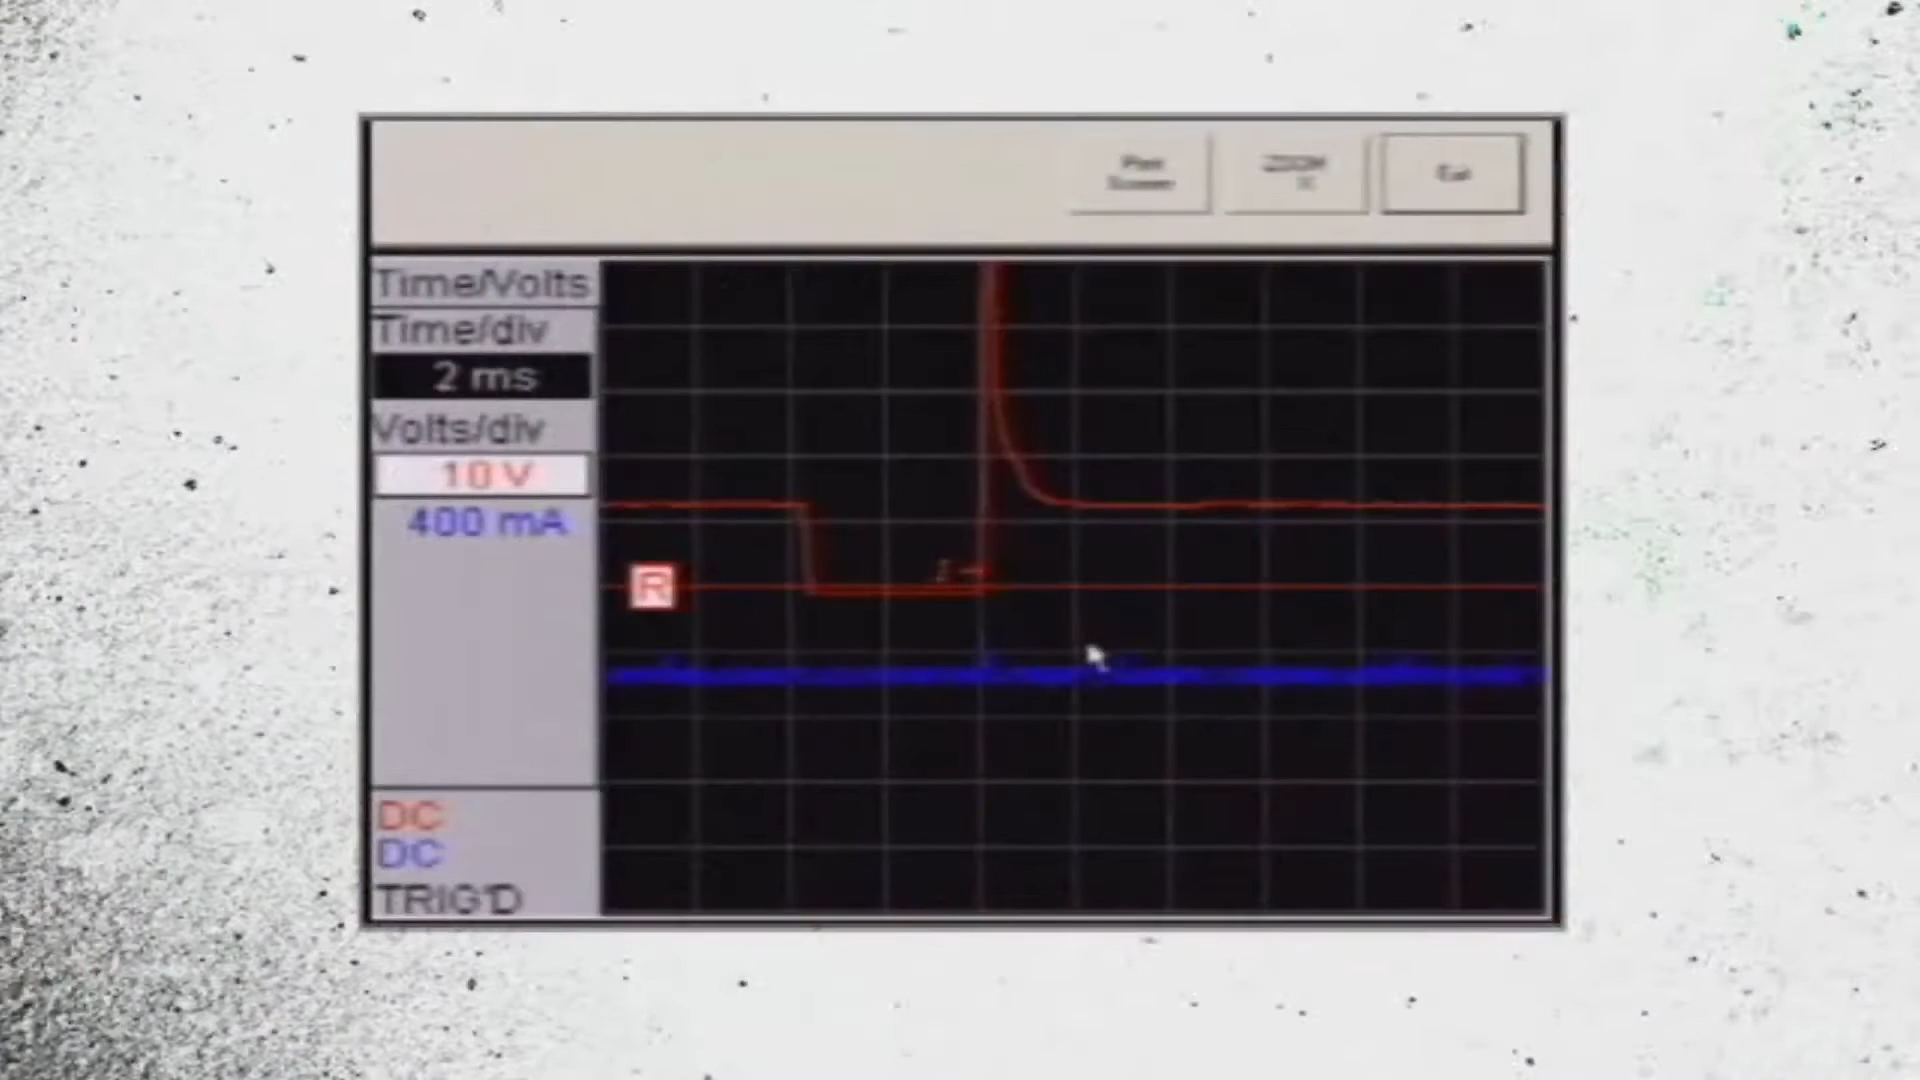 Time/Volts
Time/div
2 ms
Volts/div
10 V
400 mA
R
DC
DC
TRIG'D